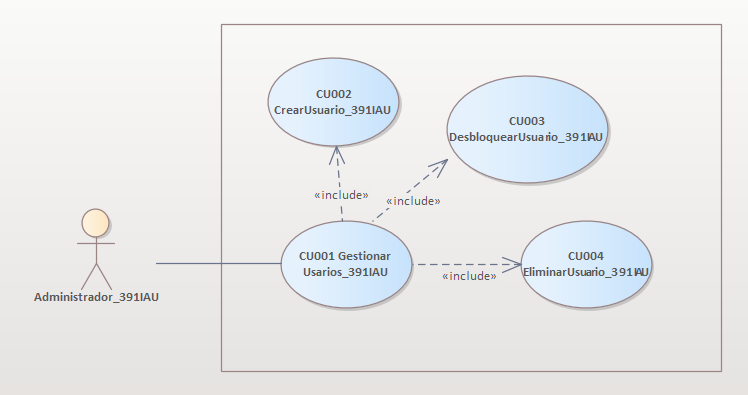 CU002
CrearUsuario_391IAU
CU003
DesbloquearUsuario_391IAU
«include»
«include»
CU001 Gestionar
Usarios_391IAU
CU004
EliminarUsuario_391IAU
«include»
Administrador_391IAU